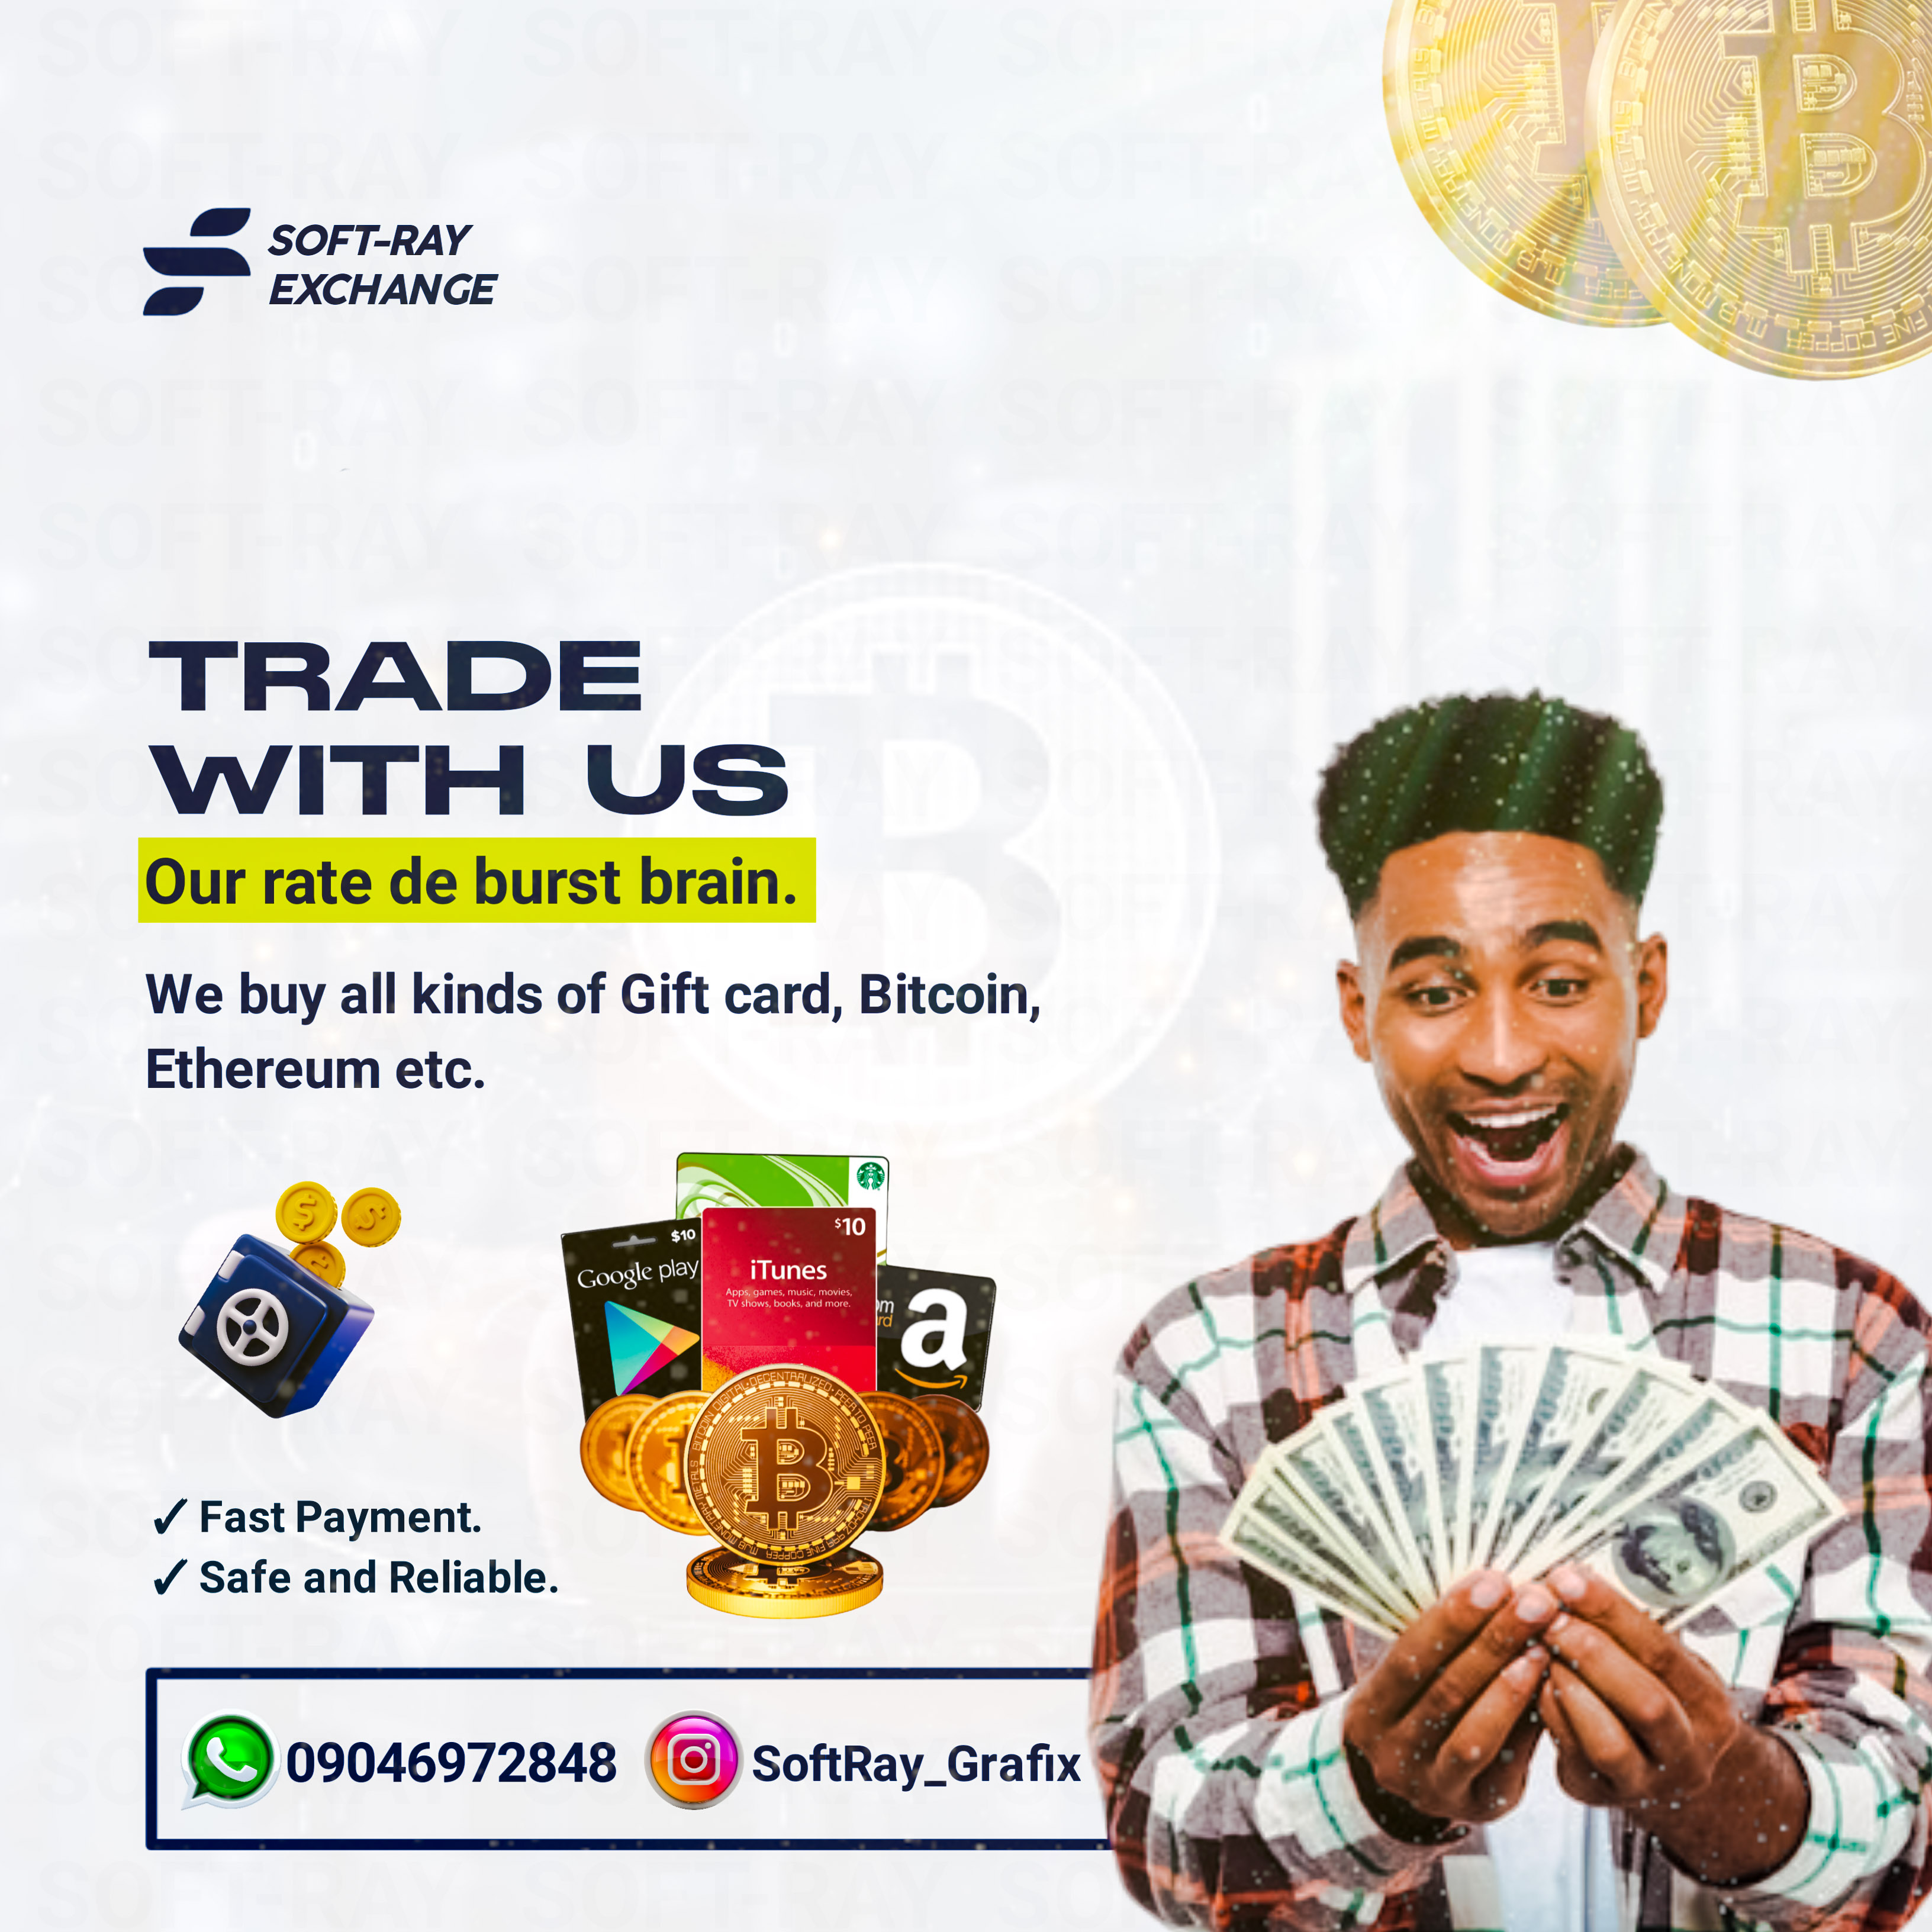 SOFT-RAY
EXCHANGE
TRADE
WITH US
Our rate de burst brain.
We buy all kinds of Gift card, Bitcoin,
Ethereum etc.
$10
Google play
$10
iTunes
Apps, games, music, movies,
TV shows, books, and more.
a
✓ Fast Payment.
✓ Safe and Reliable.
09046972848
SoftRay_Grafix
SOFT-RAY